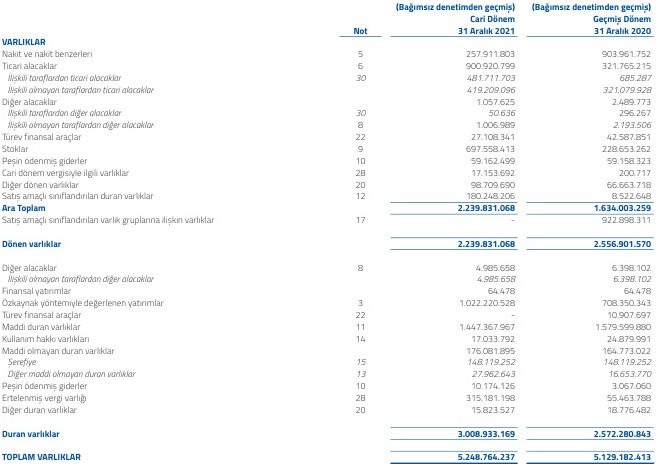 (Bağımsız denetimden geçmiş) (Bağımsız denetimden geçmiş)
Cari Dönem Geçmiş Dönem
Not 31 Aralık 2021 31 Aralık 2020
VARLIKLAR
Nakit ve nakit benzerleri 5 257.911.803 903.961.752
Ticari alacaklar 6 900.920.799 321.765.215
İlişkili taraflardan ticari alacaklar 30 481.711.703 685.287
İlişkili olmayan taraflardan ticari alacaklar 419.209.096 321.079.928
Diğer alacaklar 1.057.625 2.489.773
İlişkili taraflardan diğer alacaklar 30 50.636 296.267
İlişkili olmayan taraflardan diğer alacaklar 8 1.006.989 2.193.506
Türev finansal araçlar 22 27.108.341 42.587.851
Stoklar 9 697.558.413 228.653.262
Peşin ödenmiş giderler 10 59.162.499 59.158.323
Cari dönem vergisiyle ilgili varlıklar 28 17.153.692 200.717
Diğer dönen varlıklar 20 98.709.690 66.663.718
Satış amaçlı sınıflandırılan duran varlıklar 12 180.248.206 8.522.648
Ara Toplam 2.239.831.068 1.634.003.259
Satış amaçlı sınıflandırılan varlık gruplarına ilişkin varlıklar 17 - 922.898.311
Dönen varlıklar 2.239.831.068 2.556.901.570
Diğer alacaklar 8 4.985.658 6.398.102
İlişkili olmayan taraflardan diğer alacaklar 4.985.658 6.398.102
Finansal yatırımlar 64.478 64.478
Özkaynak yöntemiyle değerlenen yatırımlar 3 1.022.220.528 708.350.343
Türev finansal araçlar 22 - 10.907.697
Maddi duran varlıklar 11 1.447.367.967 1.579.599.880
Kullanım hakkı varlıkları 14 17.033.792 24.879.991
Maddi olmayan duran varlıklar 176.081.895 164.773.022
Şerefiye 15 148.119.252 148.119.252
Diğer maddi olmayan duran varlıklar 13 27.962.643 16.653.770
Peşin ödenmiş giderler 10 10.174.126 3.067.060
Ertelenmiş vergi varlığı 28 315.181.198 55.463.788
Diğer duran varlıklar 20 15.823.527 18.776.482
Duran varlıklar 3.008.933.169 2.572.280.843
TOPLAM VARLIKLAR 5.248.764.237 5.129.182.413